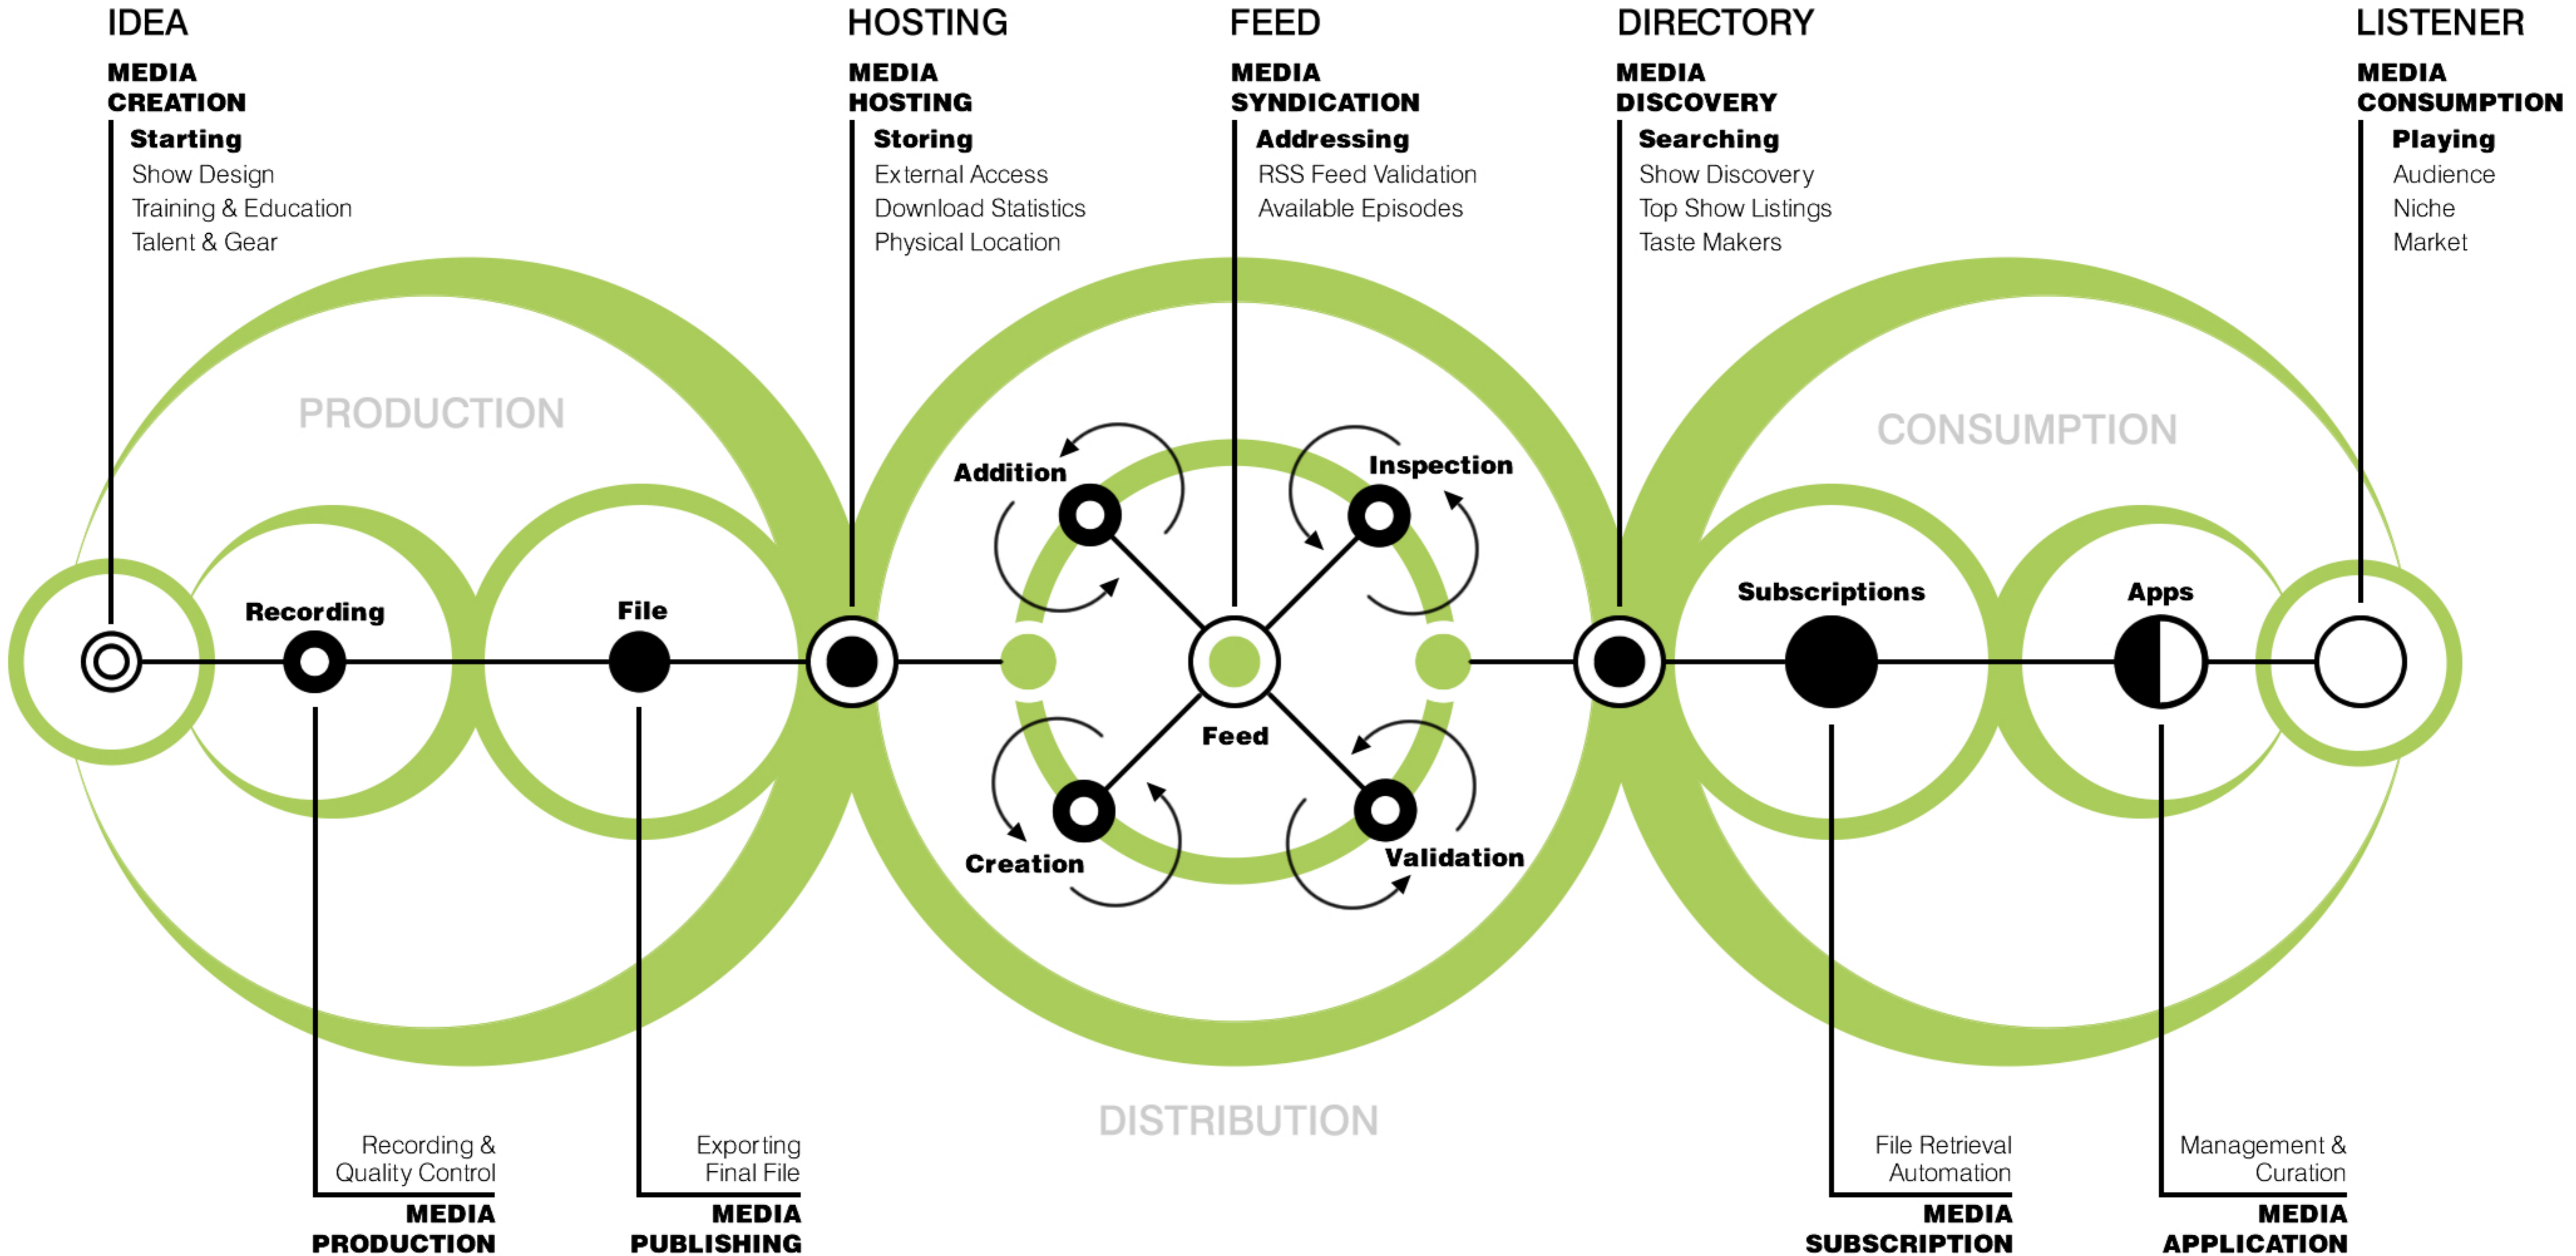 IDEA
MEDIA
CREATION
Starting
Show Design
Training & Education
Talent & Gear
HOSTING
MEDIA
HOSTING
Storing
External Access
Download Statistics
Physical Location
FEED
MEDIA
SYNDICATION
Addressing
RSS Feed Validation
Available Episodes
DIRECTORY
MEDIA
DISCOVERY
Searching
Show Discovery
Top Show Listings
Taste Makers
LISTENER
MEDIA
CONSUMPTION
Playing
Audience
Niche
Market
PRODUCTION
CONSUMPTION
Addition
Inspection
Recording
File
Subscriptions
Apps
Feed
Creation
Validation
DISTRIBUTION
Recording &
Quality Control
MEDIA
PRODUCTION
Exporting
Final File
MEDIA
PUBLISHING
File Retrieval
Automation
MEDIA
SUBSCRIPTION
Management &
Curation
MEDIA
APPLICATION